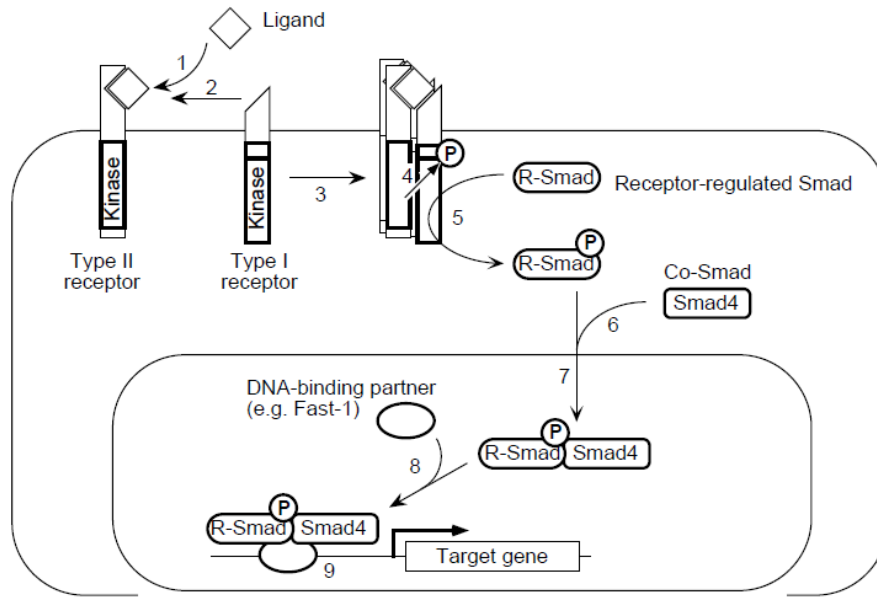 Ligand
1
2
P
Kinase
Kinase
3
4
5
R-Smad
Receptor-regulated Smad
P
R-Smad
Type II
receptor
Type I
receptor
Co-Smad
Smad4
6
7
DNA-binding partner
(e.g. Fast-1)
P
R-Smad
Smad4
8
P
R-Smad
Smad4
9
Target gene